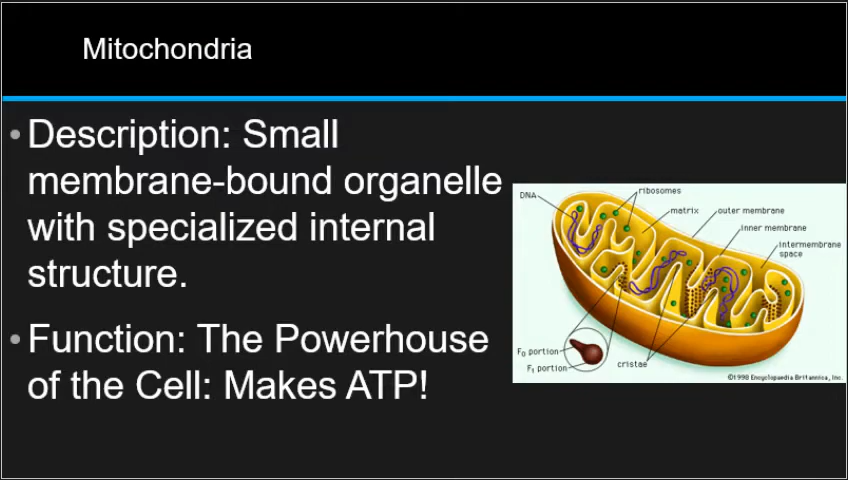 Mitochondria
• Description: Small
membrane-bound organelle
with specialized internal
structure.
• Function: The Powerhouse
of the Cell: Makes ATP!
DNA
ribosomes
matrix
outer membrane
inner membrane
intermembrane
space
F₀ portion
F₁ portion
cristae
©1998 Encyclopaedia Britannica, Inc.